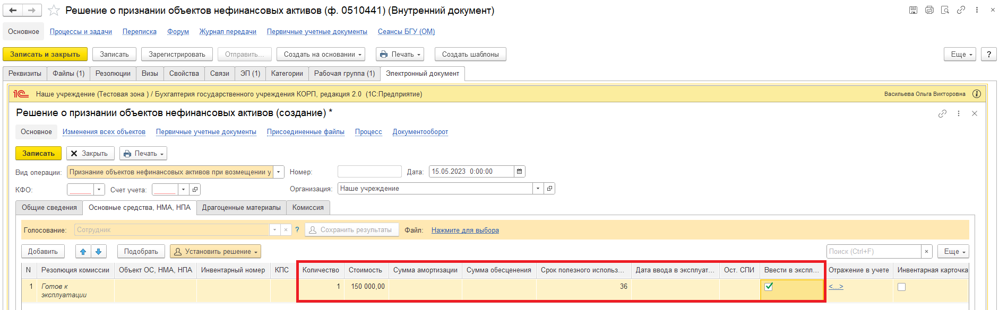 Решение о признании объектов нефинансовых активов (ф. 0510441) (Внутренний документ)
Основное Процессы и задачи Переписка Форум Журнал передачи Первичные учетные документы Сеансы БГУ (ОМ)
Записать и закрыть Записать Зарегистрировать Отправить... Создать на основании Печать Создать шаблоны Еще ?
Реквизиты Файлы (1) Резолюции Визы Свойства Связи ЭП (1) Категории Рабочая группа (1) Электронный документ
1С Наше учреждение (Тестовая зона ) / Бухгалтерия государственного учреждения КОРП, редакция 2.0 (1С:Предприятие) Васильева Ольга Викторовна
Решение о признании объектов нефинансовых активов (создание) *
Основное Изменения всех объектов Первичные учетные документы Присоединенные файлы Процесс Документооборот
Записать Закрыть Печать
Вид операции: Признание объектов нефинансовых активов при возмещении у Номер: Дата: 15.05.2023 0:00:00
КФО: Счет учета: Организация: Наше учреждение
Общие сведения Основные средства, НМА, НПА Драгоценные материалы Комиссия
Голосование: Сотрудник ? Сохранить результаты Файл: Нажмите для выбора
Добавить Подобрать Установить решение Поиск (Ctrl+F) × Еще
N Резолюция комиссии Объект ОС, НМА, НПА Инвентарный номер КПС Количество Стоимость Сумма амортизации Сумма обесценения Срок полезного использ... Дата ввода в эксплуат... Ост. СПИ Ввести в экспл... Отражение в учете Инвентарная карточка
1 Готов к эксплуатации 1 150 000,00 36 <...>